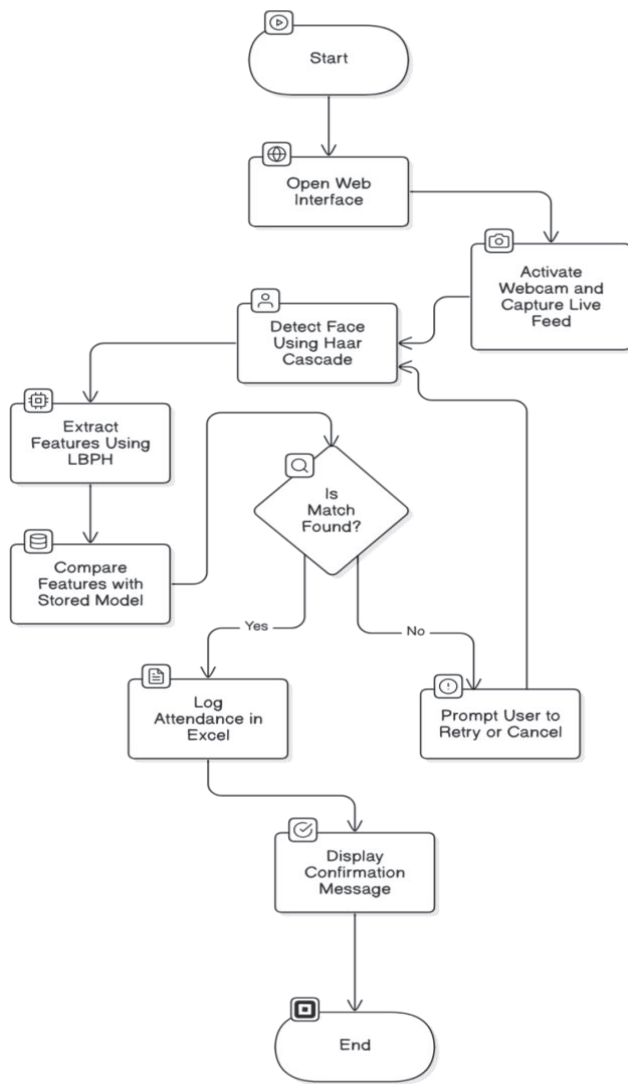 Start
Open Web
Interface
Activate
Webcam and
Capture Live
Feed
Detect Face
Using Haar
Cascade
Extract
Features Using
LBPH
Compare
Features with
Stored Model
Is
Match
Found?
Yes
No
Log
Attendance in
Excel
Prompt User to
Retry or Cancel
Display
Confirmation
Message
End